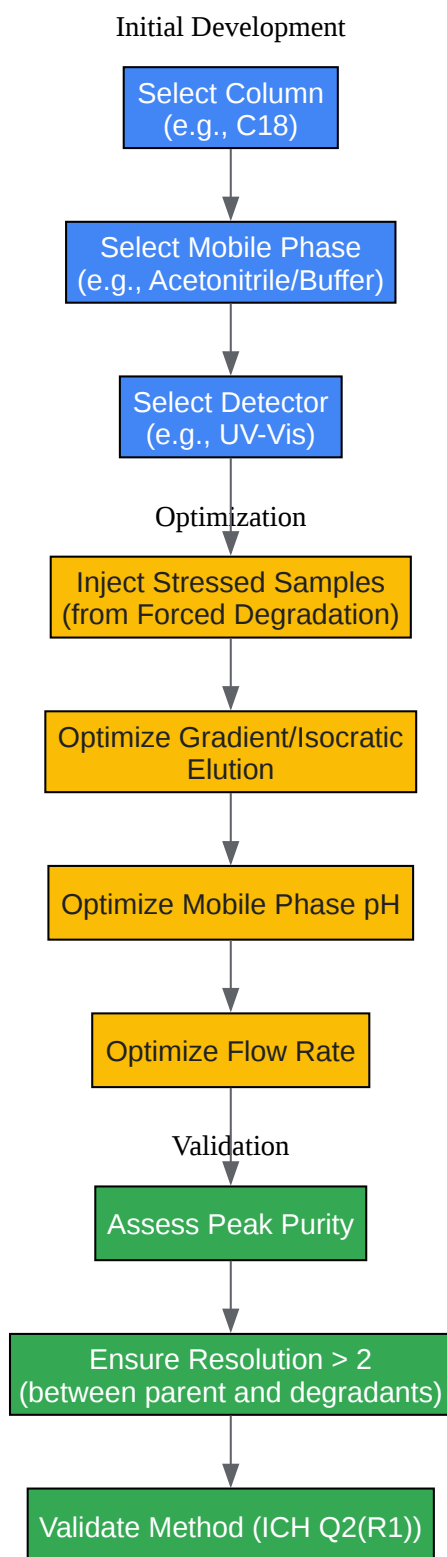 Initial Development
Select Column
(e.g., C18)
Select Mobile Phase
(e.g., Acetonitrile/Buffer)
Select Detector
(e.g., UV-Vis)
Optimization
Inject Stressed Samples
(from Forced Degradation)
Optimize Gradient/Isocratic
Elution
Optimize Mobile Phase pH
Optimize Flow Rate
Validation
Assess Peak Purity
Ensure Resolution > 2
(between parent and degradants)
Validate Method (ICH Q2(R1))